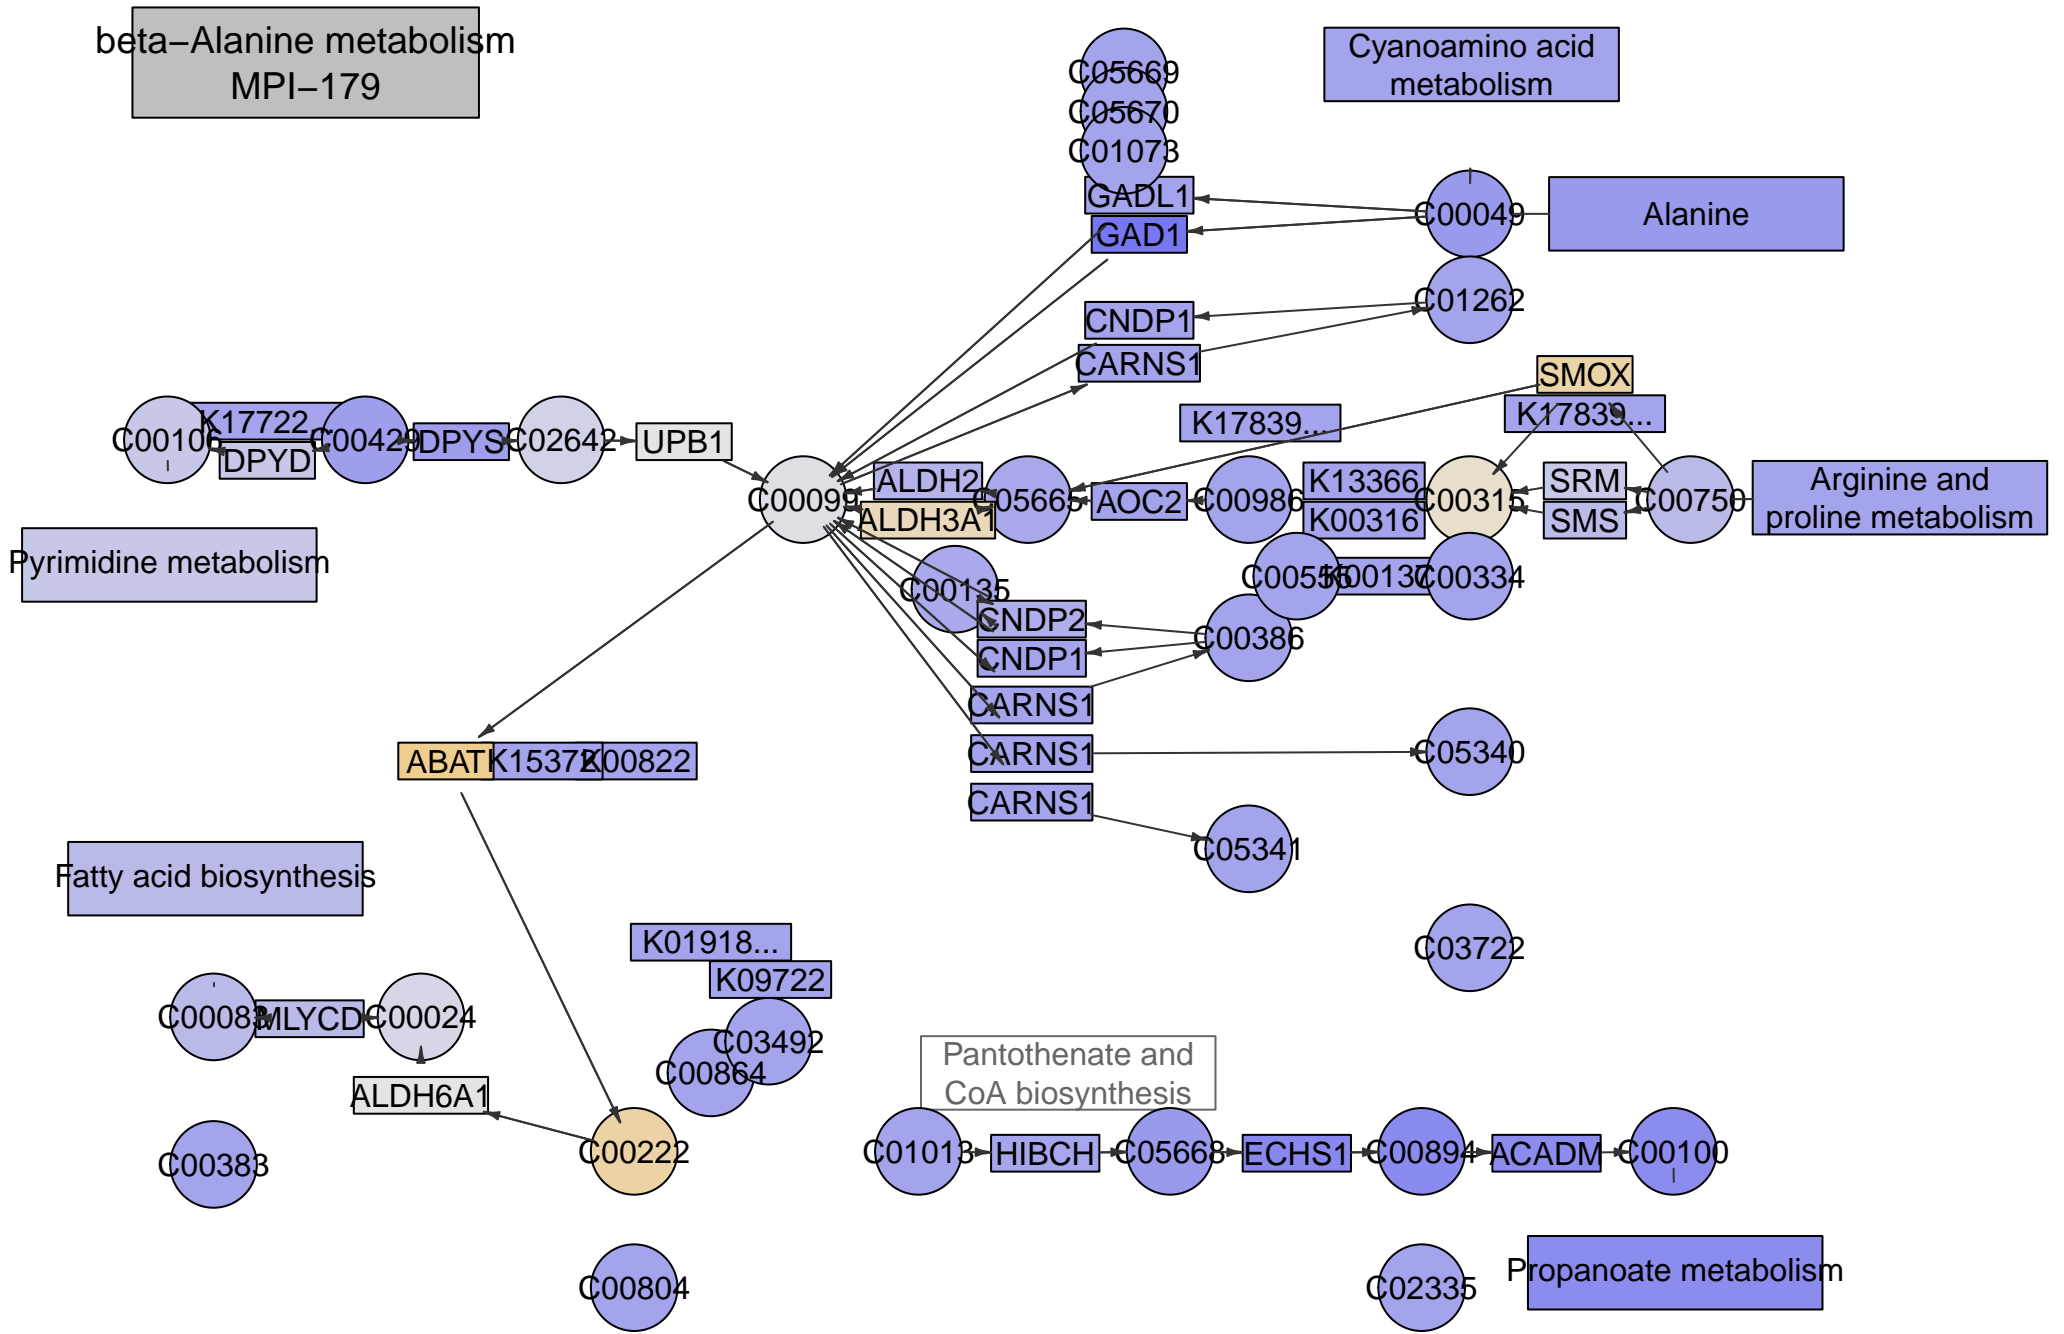 beta−Alanine metabolism
MPI−179
C05669
C05670
C01073
Cyanoamino acid
metabolism
GADL1
GAD1
C00049
Alanine
C01262
CNDP1
CARNS1
SMOX
K17839...
K17839...
C00106
K17722...
DPYD
C00429
DPYS
C02642
UPB1
C00099
ALDH2
ALDH3A1
C05665
AOC2
C00986
K13366
K00316
C00315
SRM
SMS
C00750
Arginine and
proline metabolism
Pyrimidine metabolism
C00135
C00555
K00137
C00334
CNDP2
CNDP1
C00386
CARNS1
CARNS1
CARNS1
C05340
C05341
ABAT
K15372
K00822
Fatty acid biosynthesis
K01918...
K09722
C03722
C00083
MLYCD
C00024
C03492
C00864
ALDH6A1
Pantothenate and
CoA biosynthesis
C00383
C00222
C01013
HIBCH
C05668
ECHS1
C00894
ACADM
C00100
C00804
C02335
Propanoate metabolism